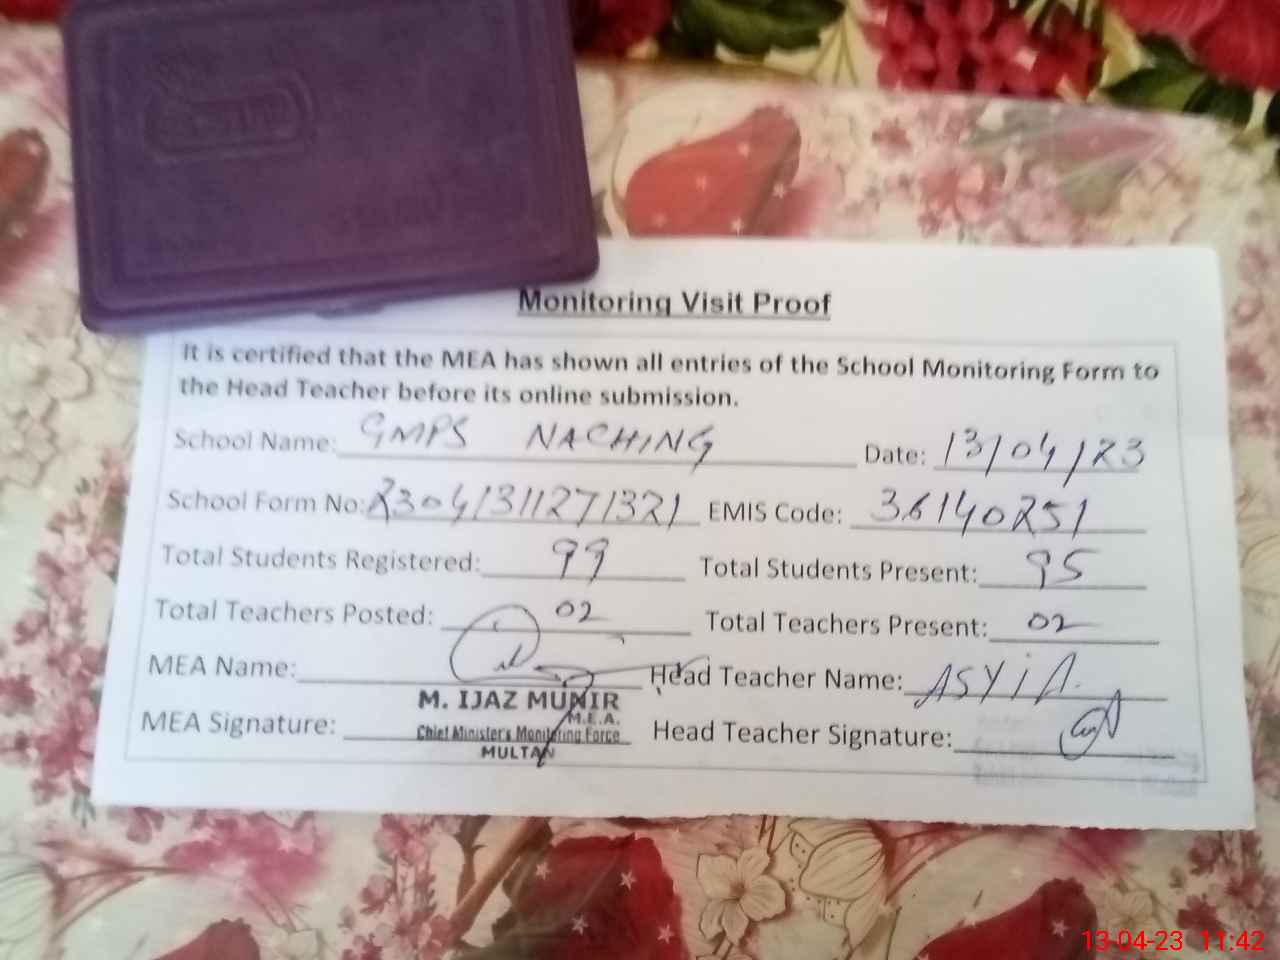 Monitoring Visit Proof
It is certified that the MEA has shown all entries of the School Monitoring Form to
the Head Teacher before its online submission.
School Name: GMPS NACHING Date: 13/04/23
School Form No: 23041311271321 EMIS Code: 36140251
Total Students Registered: 99 Total Students Present: 95
Total Teachers Posted: 02 Total Teachers Present: 02
MEA Name: Head Teacher Name: ASYIA.
M. IJAZ MUNIR
M.E.A.
MEA Signature: Chief Minister's Monitoring Force Head Teacher Signature:
MULTAN
13-04-23 11:42